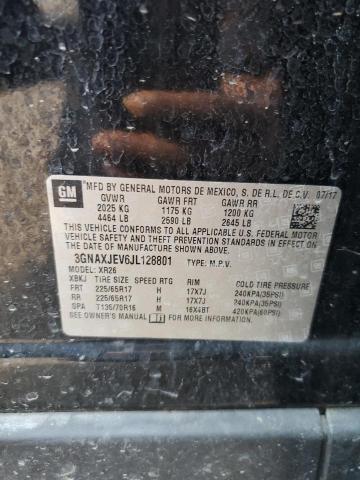 GM
MFD BY GENERAL MOTORS DE MEXICO, S. DE R.L. DE C.V. 07/17
GVWR GAWR FRT GAWR RR
2025 KG 1175 KG 1200 KG
4464 LB 2590 LB 2645 LB
THIS VEHICLE CONFORMS TO ALL APPLICABLE U.S. FEDERAL MOTOR
VEHICLE SAFETY AND THEFT PREVENTION STANDARDS IN EFFECT ON
THE DATE OF MANUFACTURE SHOWN ABOVE.
3GNAXJEV6JL128801 TYPE: M.P.V.
MODEL: XR26
XBKJ TIRE SIZE SPEED RTG RIM COLD TIRE PRESSURE
FRT 225/65R17 H 17X7J 240KPA(35PSI)
RR 225/65R17 H 17X7J 240KPA(35PSI)
SPA T135/70R16 M 16X4BT 420KPA(60PSI)
SEE OWNER'S MANUAL FOR ADDITIONAL INFORMATION